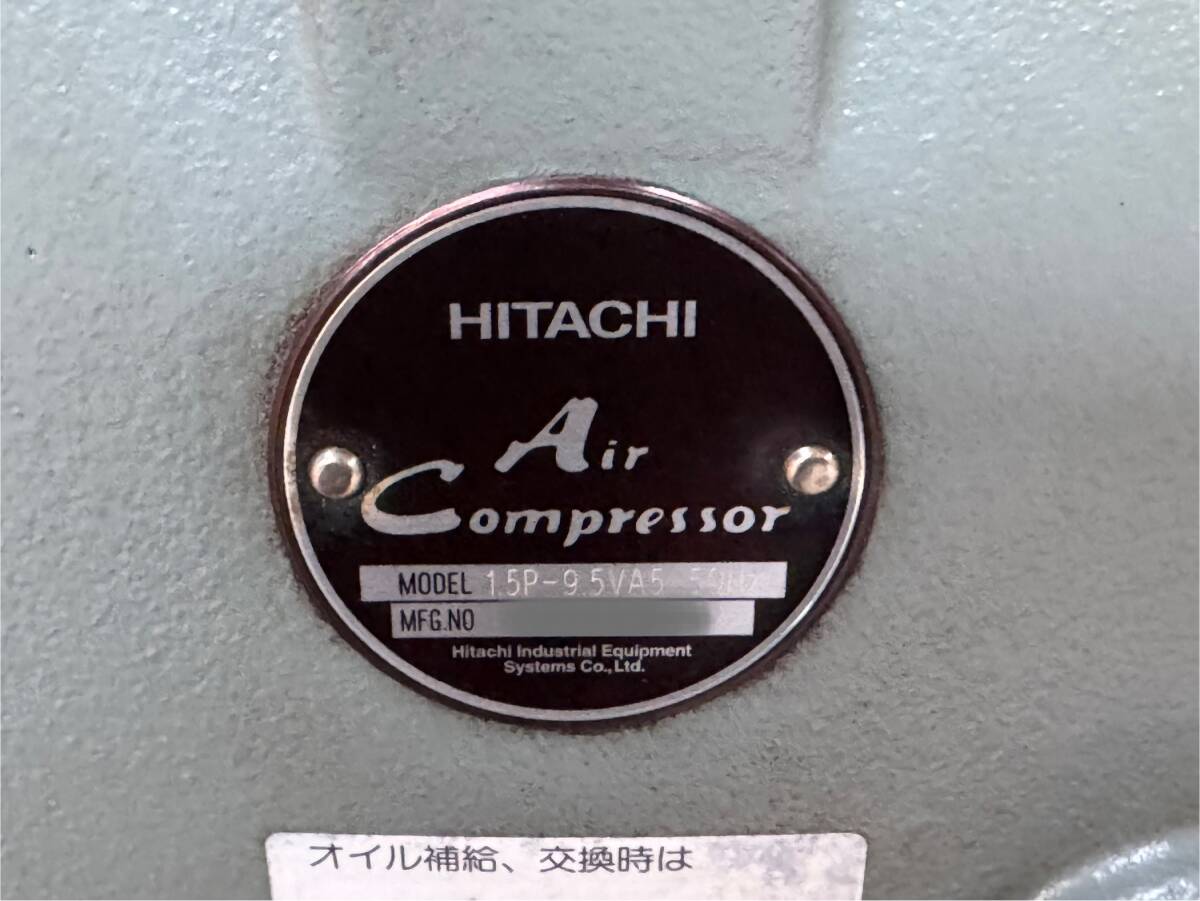 HITACHI
Air
Compressor
MODEL 1.5P-9.5VA5 50Hz
MFG.NO
Hitachi Industrial Equipment
Systems Co.,Ltd.
オイル補給、交換時は